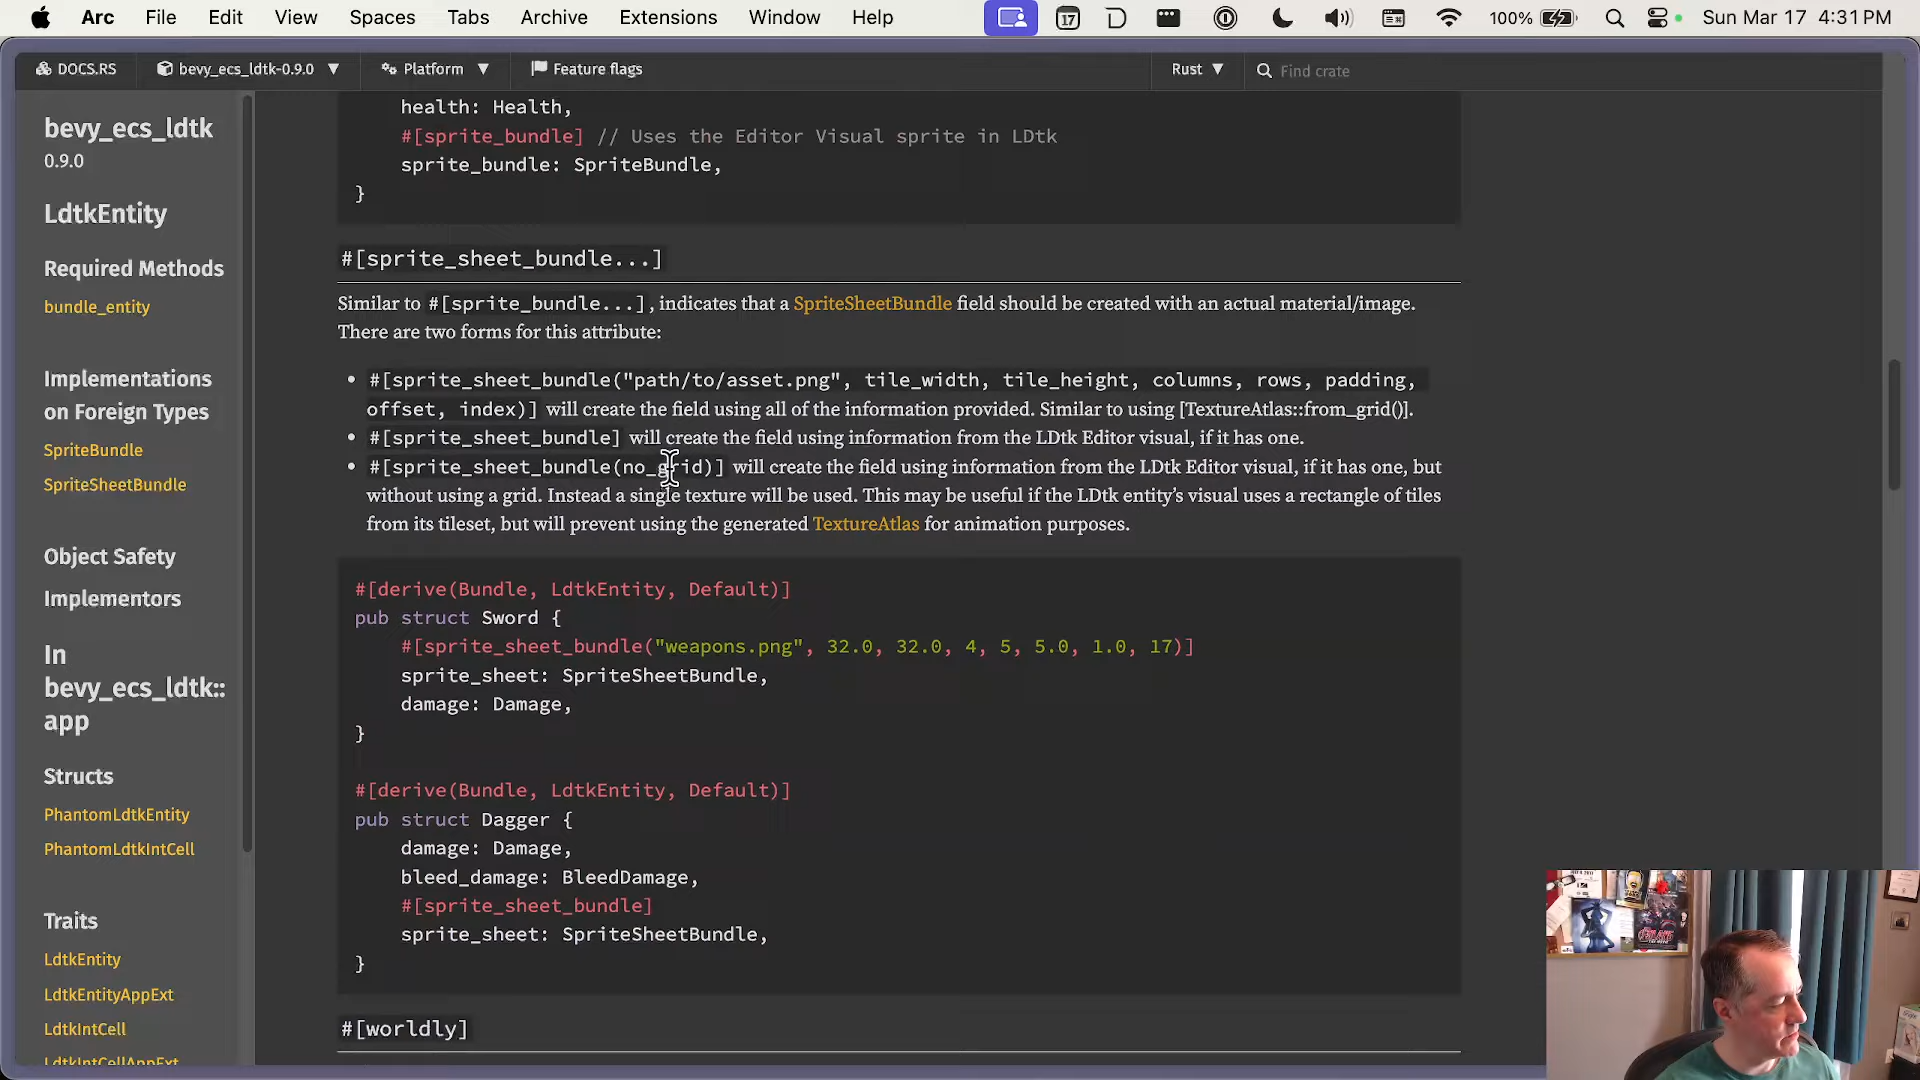 Arc File Edit View Spaces Tabs Archive Extensions Window Help 17 100% Sun Mar 17 4:31 PM
DOCS.RS bevy_ecs_ldtk-0.9.0 ▼ Platform ▼ Feature flags Rust ▼ Find crate
bevy_ecs_ldtk
0.9.0
LdtkEntity
Required Methods
bundle_entity
Implementations
on Foreign Types
SpriteBundle
SpriteSheetBundle
Object Safety
Implementors
In
bevy_ecs_ldtk::
app
Structs
PhantomLdtkEntity
PhantomLdtkIntCell
Traits
LdtkEntity
LdtkEntityAppExt
LdtkIntCell
LdtkIntCellAppExt
health: Health,
#[sprite_bundle] // Uses the Editor Visual sprite in LDtk
sprite_bundle: SpriteBundle,
}
#[sprite_sheet_bundle...]
Similar to #[sprite_bundle...], indicates that a SpriteSheetBundle field should be created with an actual material/image.
There are two forms for this attribute:
• #[sprite_sheet_bundle("path/to/asset.png", tile_width, tile_height, columns, rows, padding,
offset, index)] will create the field using all of the information provided. Similar to using [TextureAtlas::from_grid()].
• #[sprite_sheet_bundle] will create the field using information from the LDtk Editor visual, if it has one.
• #[sprite_sheet_bundle(no_grid)] will create the field using information from the LDtk Editor visual, if it has one, but
without using a grid. Instead a single texture will be used. This may be useful if the LDtk entity’s visual uses a rectangle of tiles
from its tileset, but will prevent using the generated TextureAtlas for animation purposes.
#[derive(Bundle, LdtkEntity, Default)]
pub struct Sword {
#[sprite_sheet_bundle("weapons.png", 32.0, 32.0, 4, 5, 5.0, 1.0, 17)]
sprite_sheet: SpriteSheetBundle,
damage: Damage,
}
#[derive(Bundle, LdtkEntity, Default)]
pub struct Dagger {
damage: Damage,
bleed_damage: BleedDamage,
#[sprite_sheet_bundle]
sprite_sheet: SpriteSheetBundle,
}
#[worldly]